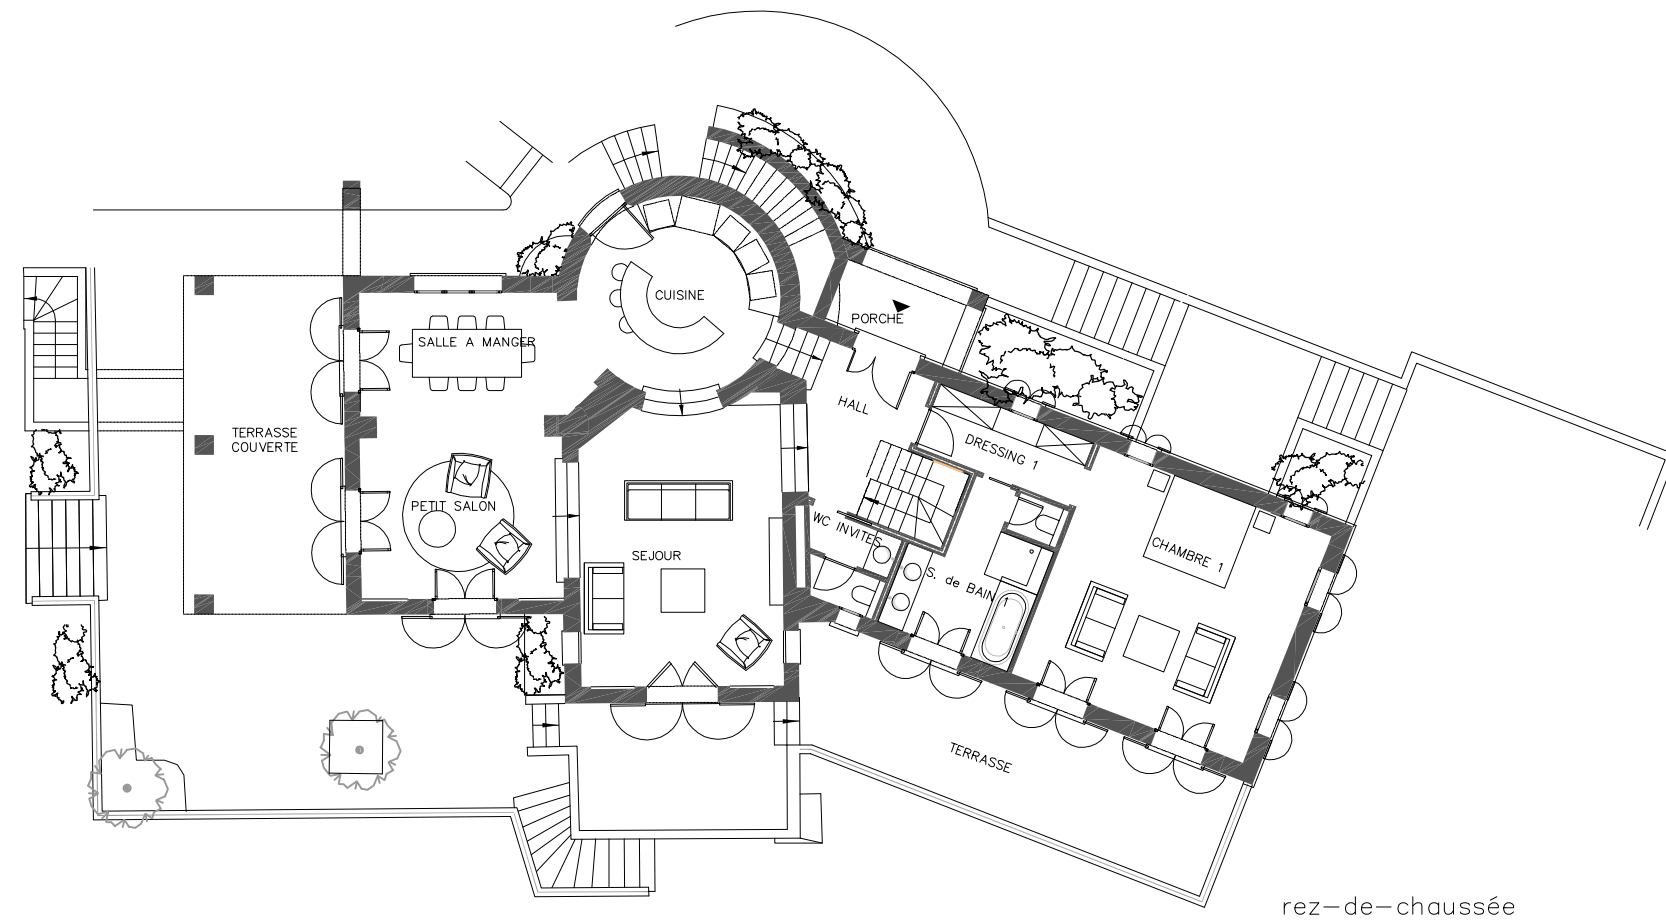 CUISINE
PORCHE
SALLE A MANGER
HALL
TERRASSE
COUVERTE
DRESSING 1
PETIT SALON
WC INVITES
SEJOUR
CHAMBRE 1
S. de BAIN 1
TERRASSE
rez-de-chaussée